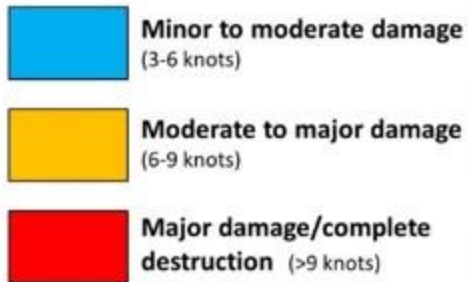 Minor to moderate damage
(3-6 knots)
Moderate to major damage
(6-9 knots)
Major damage/complete
destruction (>9 knots)